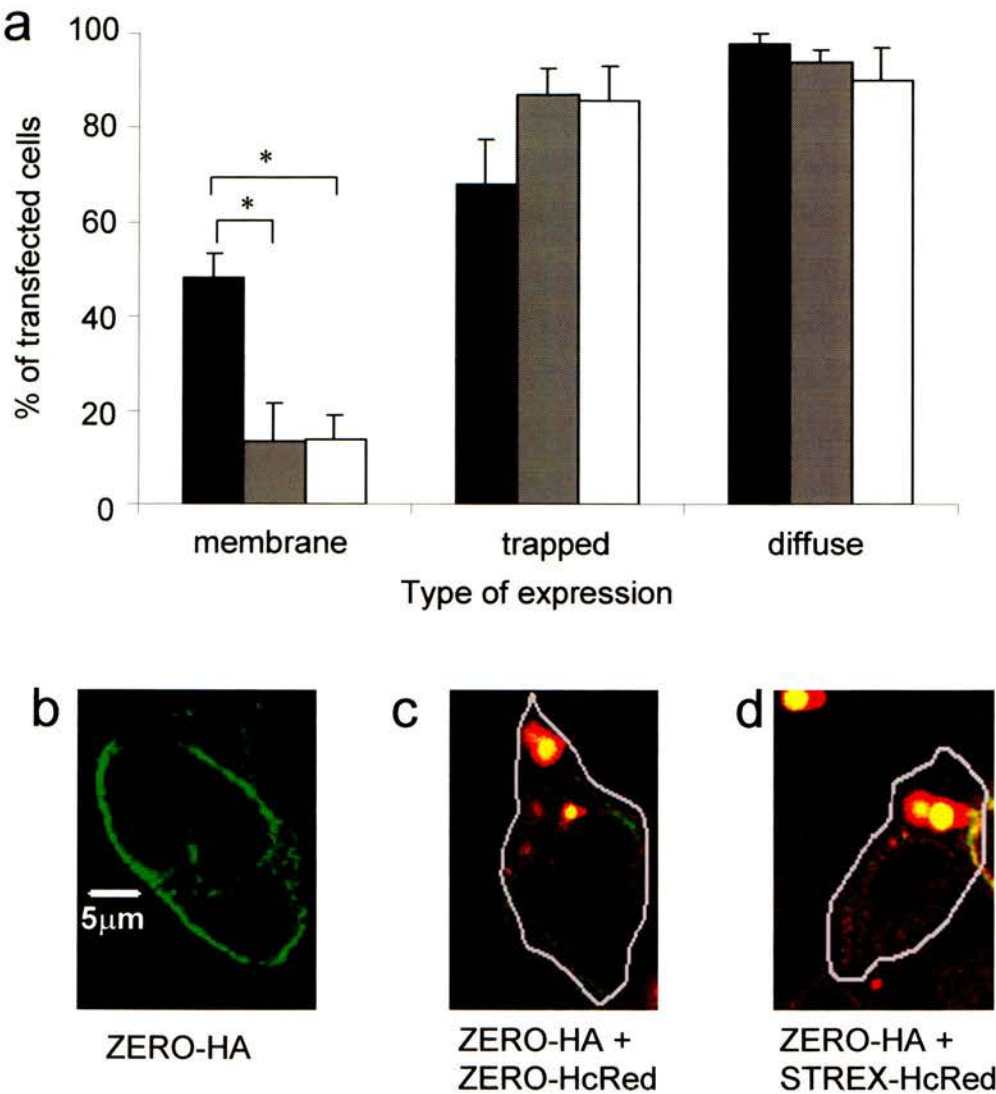 a
% of transfected cells
100
80
60
40
20
0
*
*
membrane
trapped
diffuse
Type of expression
b
c
d
5μm
ZERO-HA
ZERO-HA +
ZERO-HcRed
ZERO-HA +
STREX-HcRed